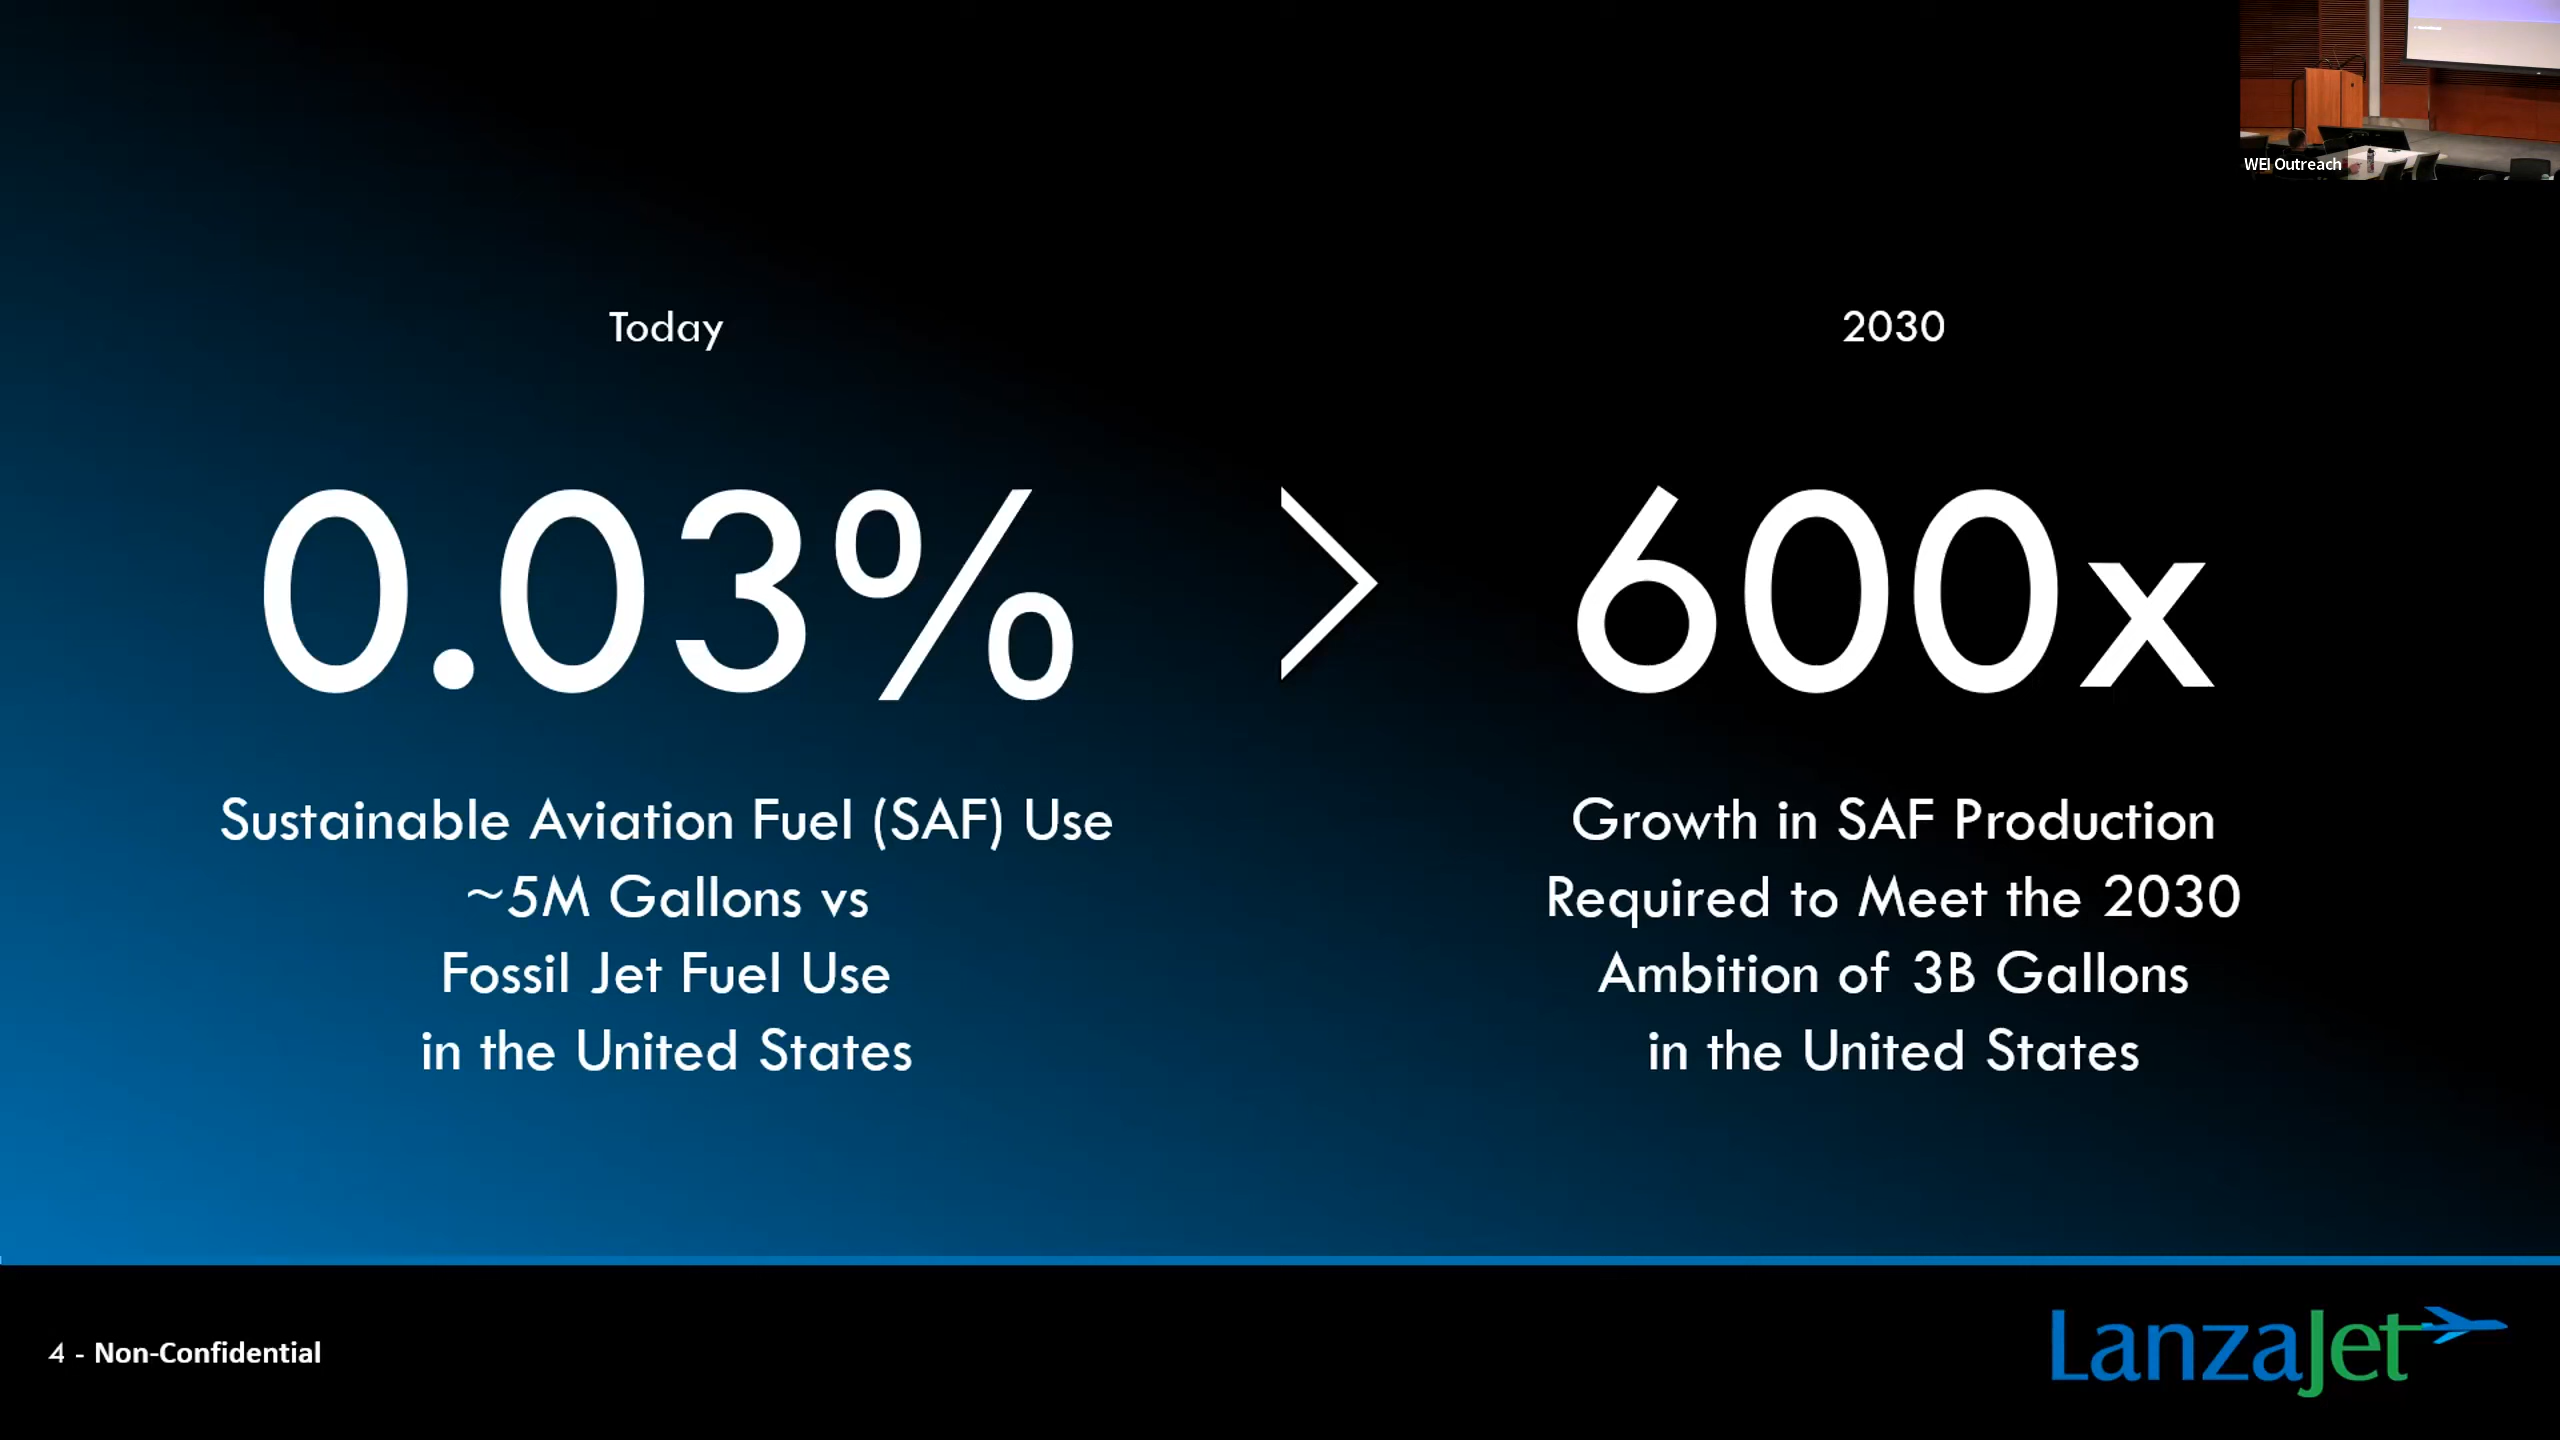 WEI Outreach
Today
0.03%
Sustainable Aviation Fuel (SAF) Use
~5M Gallons vs
Fossil Jet Fuel Use
in the United States
>
2030
600x
Growth in SAF Production
Required to Meet the 2030
Ambition of 3B Gallons
in the United States
4 - Non-Confidential
LanzaJet